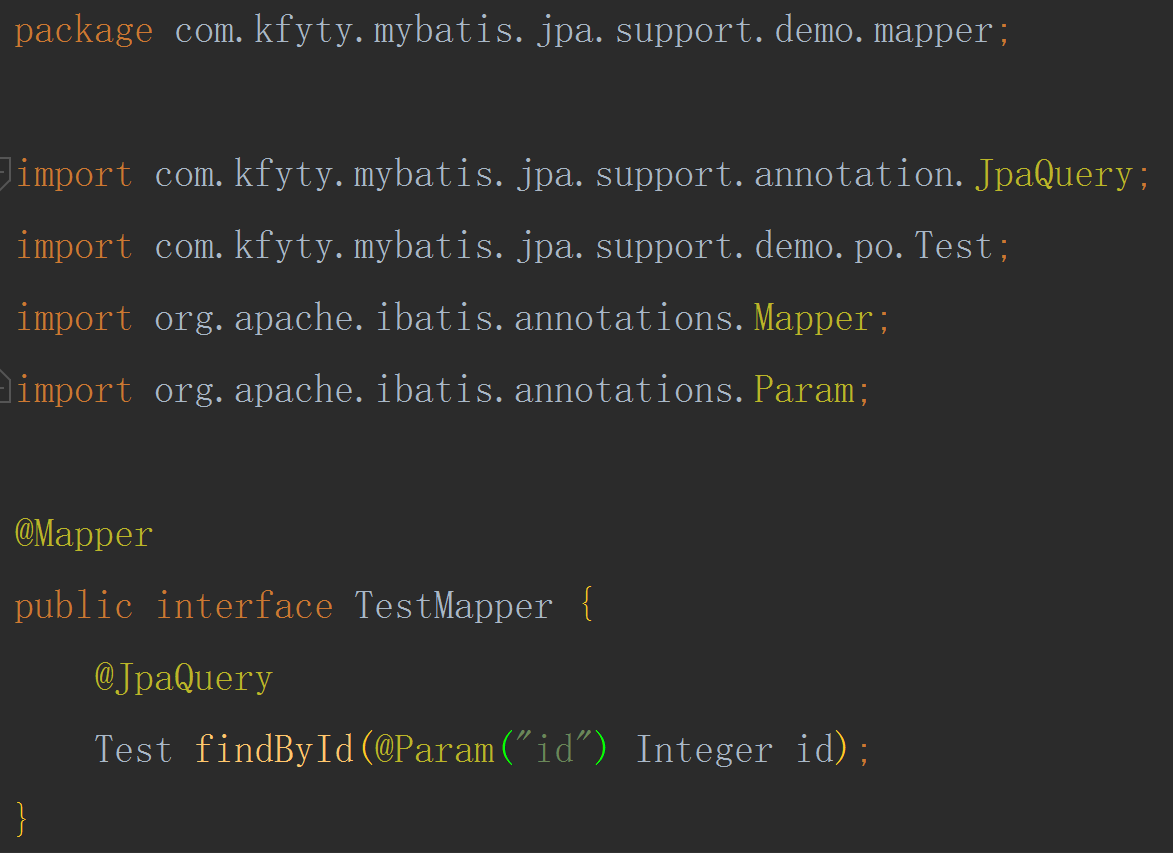 package com.kfyty.mybatis.jpa.support.demo.mapper;
import com.kfyty.mybatis.jpa.support.annotation.JpaQuery;
import com.kfyty.mybatis.jpa.support.demo.po.Test;
import org.apache.ibatis.annotations.Mapper;
import org.apache.ibatis.annotations.Param;
@Mapper
public interface TestMapper {
    @JpaQuery
    Test findById(@Param("id") Integer id);
}